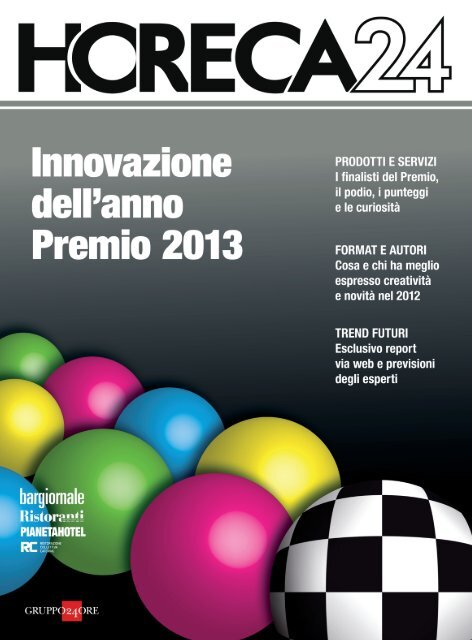 HORECA24
Innovazione
dell'anno
Premio 2013
PRODOTTI E SERVIZI
I finalisti del Premio,
il podio, i punteggi
e le curiosità
FORMAT E AUTORI
Cosa e chi ha meglio
espresso creatività
e novità nel 2012
TREND FUTURI
Esclusivo report
via web e previsioni
degli esperti
bargiornale
Ristoranti
PIANETAHOTEL
RC
GRUPPO24ORE